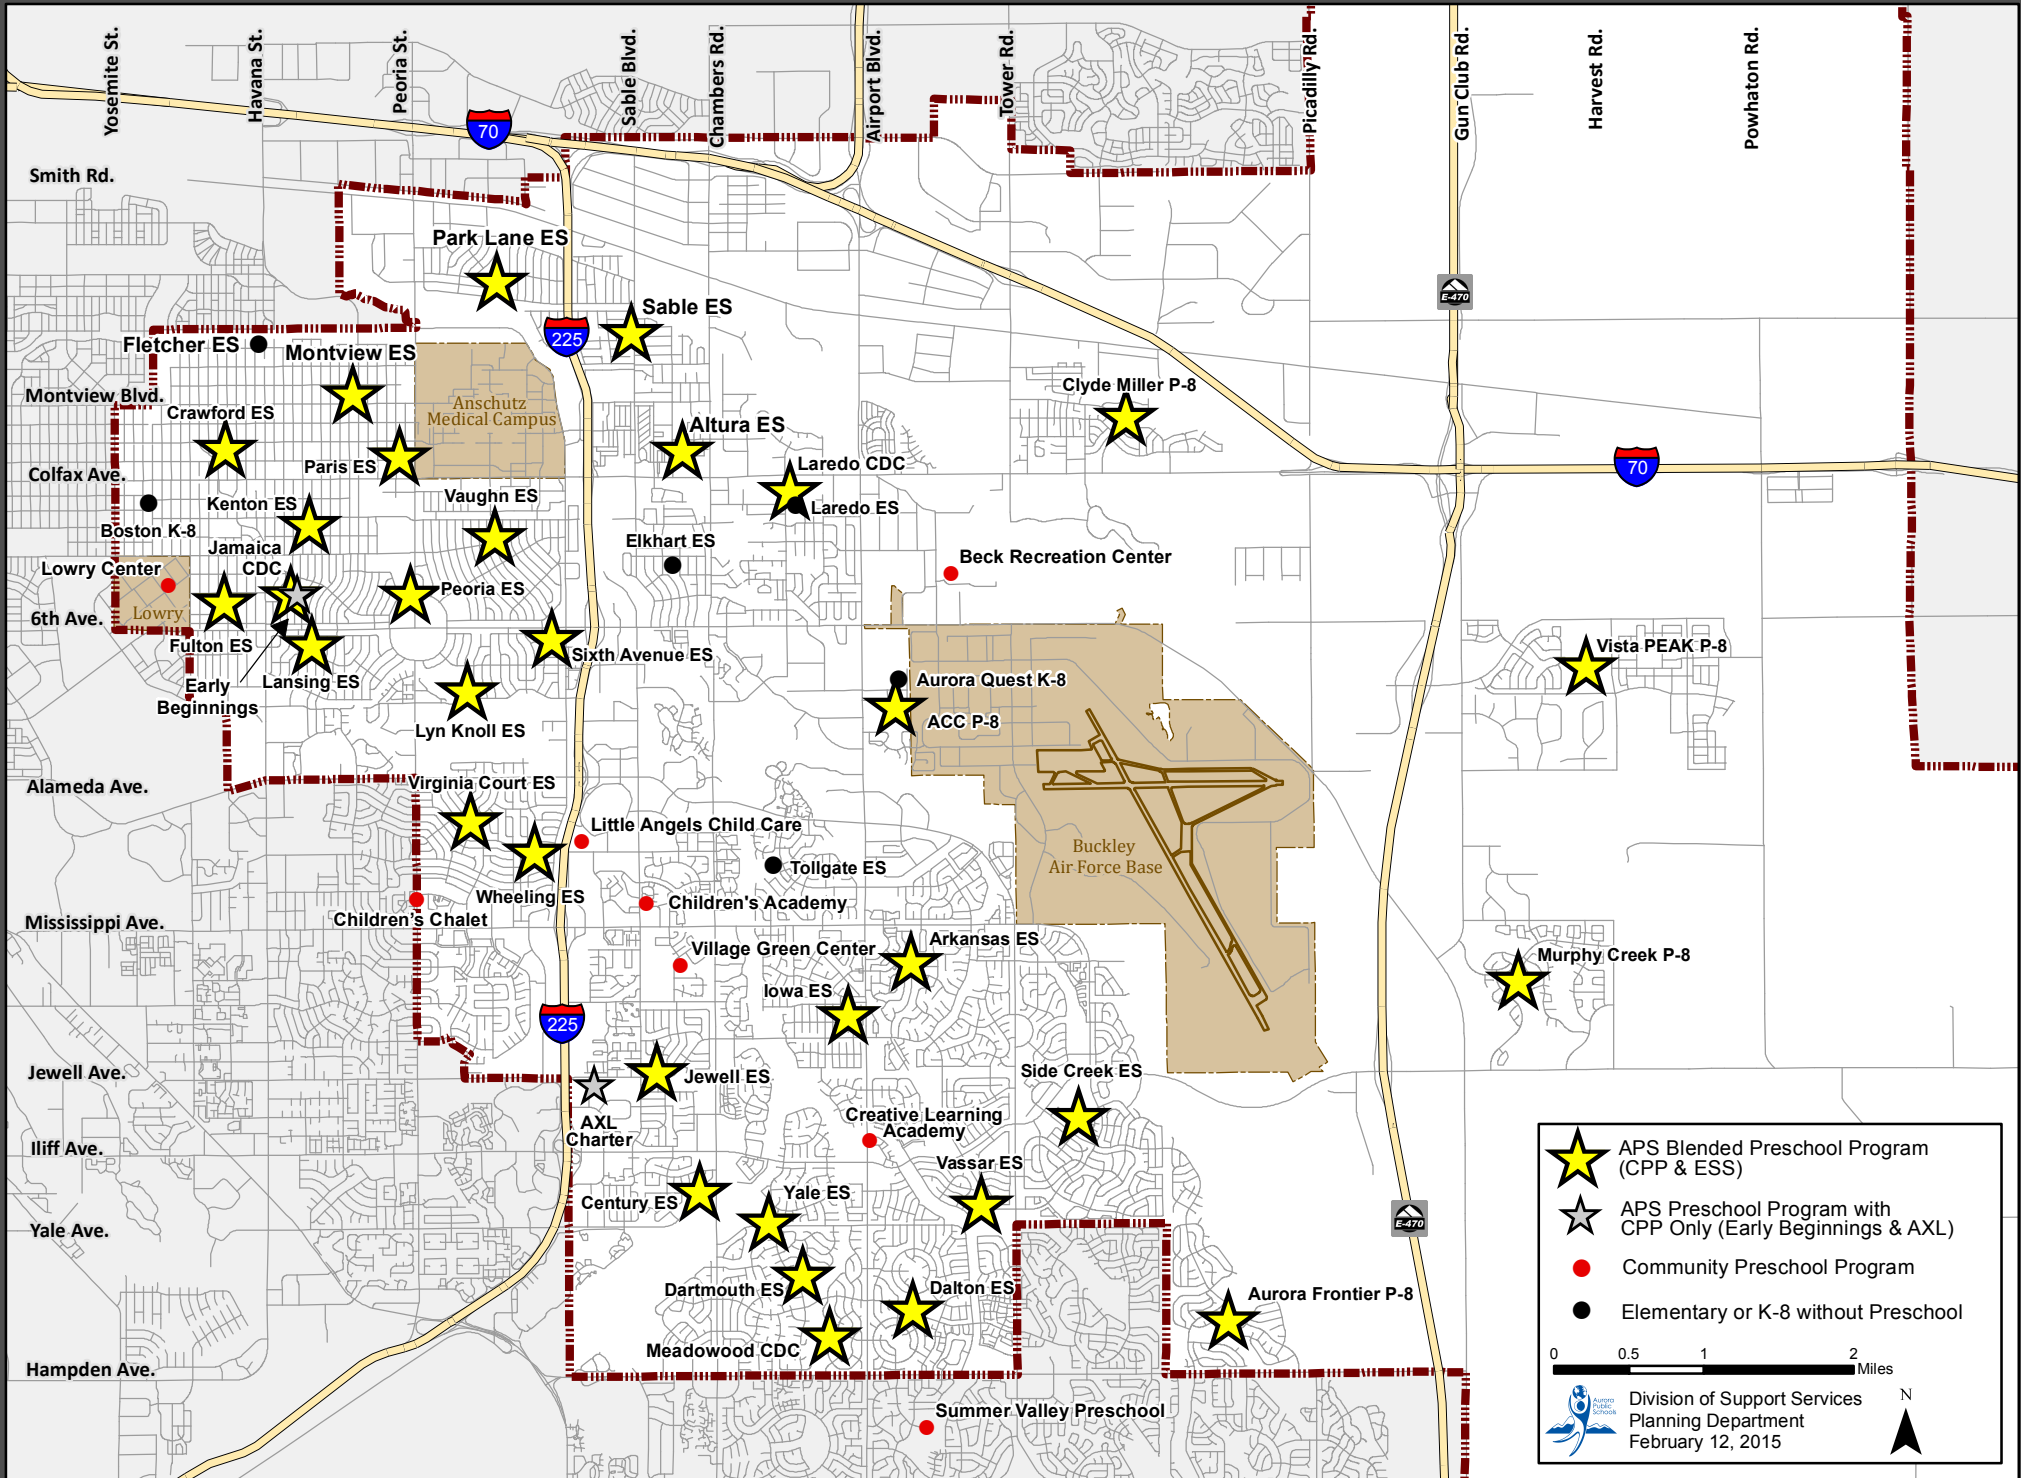 Yosemite St.
Havana St.
Peoria St.
Sable Blvd.
Chambers Rd.
Airport Blvd.
Tower Rd.
Picadilly Rd.
Gun Club Rd.
Harvest Rd.
Powhaton Rd.
70
Smith Rd.
Park Lane ES
E-470
Sable ES
225
Fletcher ES
Montview ES
Montview Blvd.
Clyde Miller P-8
Crawford ES
Anschutz
Medical Campus
Altura ES
Paris ES
Laredo CDC
70
Colfax Ave.
Vaughn ES
Kenton ES
Laredo ES
Boston K-8
Elkhart ES
Jamaica
CDC
Beck Recreation Center
Lowry Center
Peoria ES
Lowry
6th Ave.
Fulton ES
Sixth Avenue ES
Vista PEAK P-8
Early
Beginnings
Lansing ES
Aurora Quest K-8
ACC P-8
Lyn Knoll ES
Alameda Ave.
Virginia Court ES
Little Angels Child Care
Buckley
Air Force Base
Tollgate ES
Wheeling ES
Children's Academy
Children's Chalet
Mississippi Ave.
Village Green Center
Arkansas ES
Murphy Creek P-8
Iowa ES
225
Jewell Ave.
Jewell ES
Side Creek ES
AXL
Charter
Creative Learning
Academy
Iliff Ave.
Vassar ES
Century ES
Yale ES
Yale Ave.
E-470
Dartmouth ES
Dalton ES
Aurora Frontier P-8
Meadowood CDC
Hampden Ave.
Summer Valley Preschool
APS Blended Preschool Program
(CPP & ESS)
APS Preschool Program with
CPP Only (Early Beginnings & AXL)
Community Preschool Program
Elementary or K-8 without Preschool
0 0.5 1 2
Miles
Aurora
Public
Schools
Division of Support Services
Planning Department
February 12, 2015
N